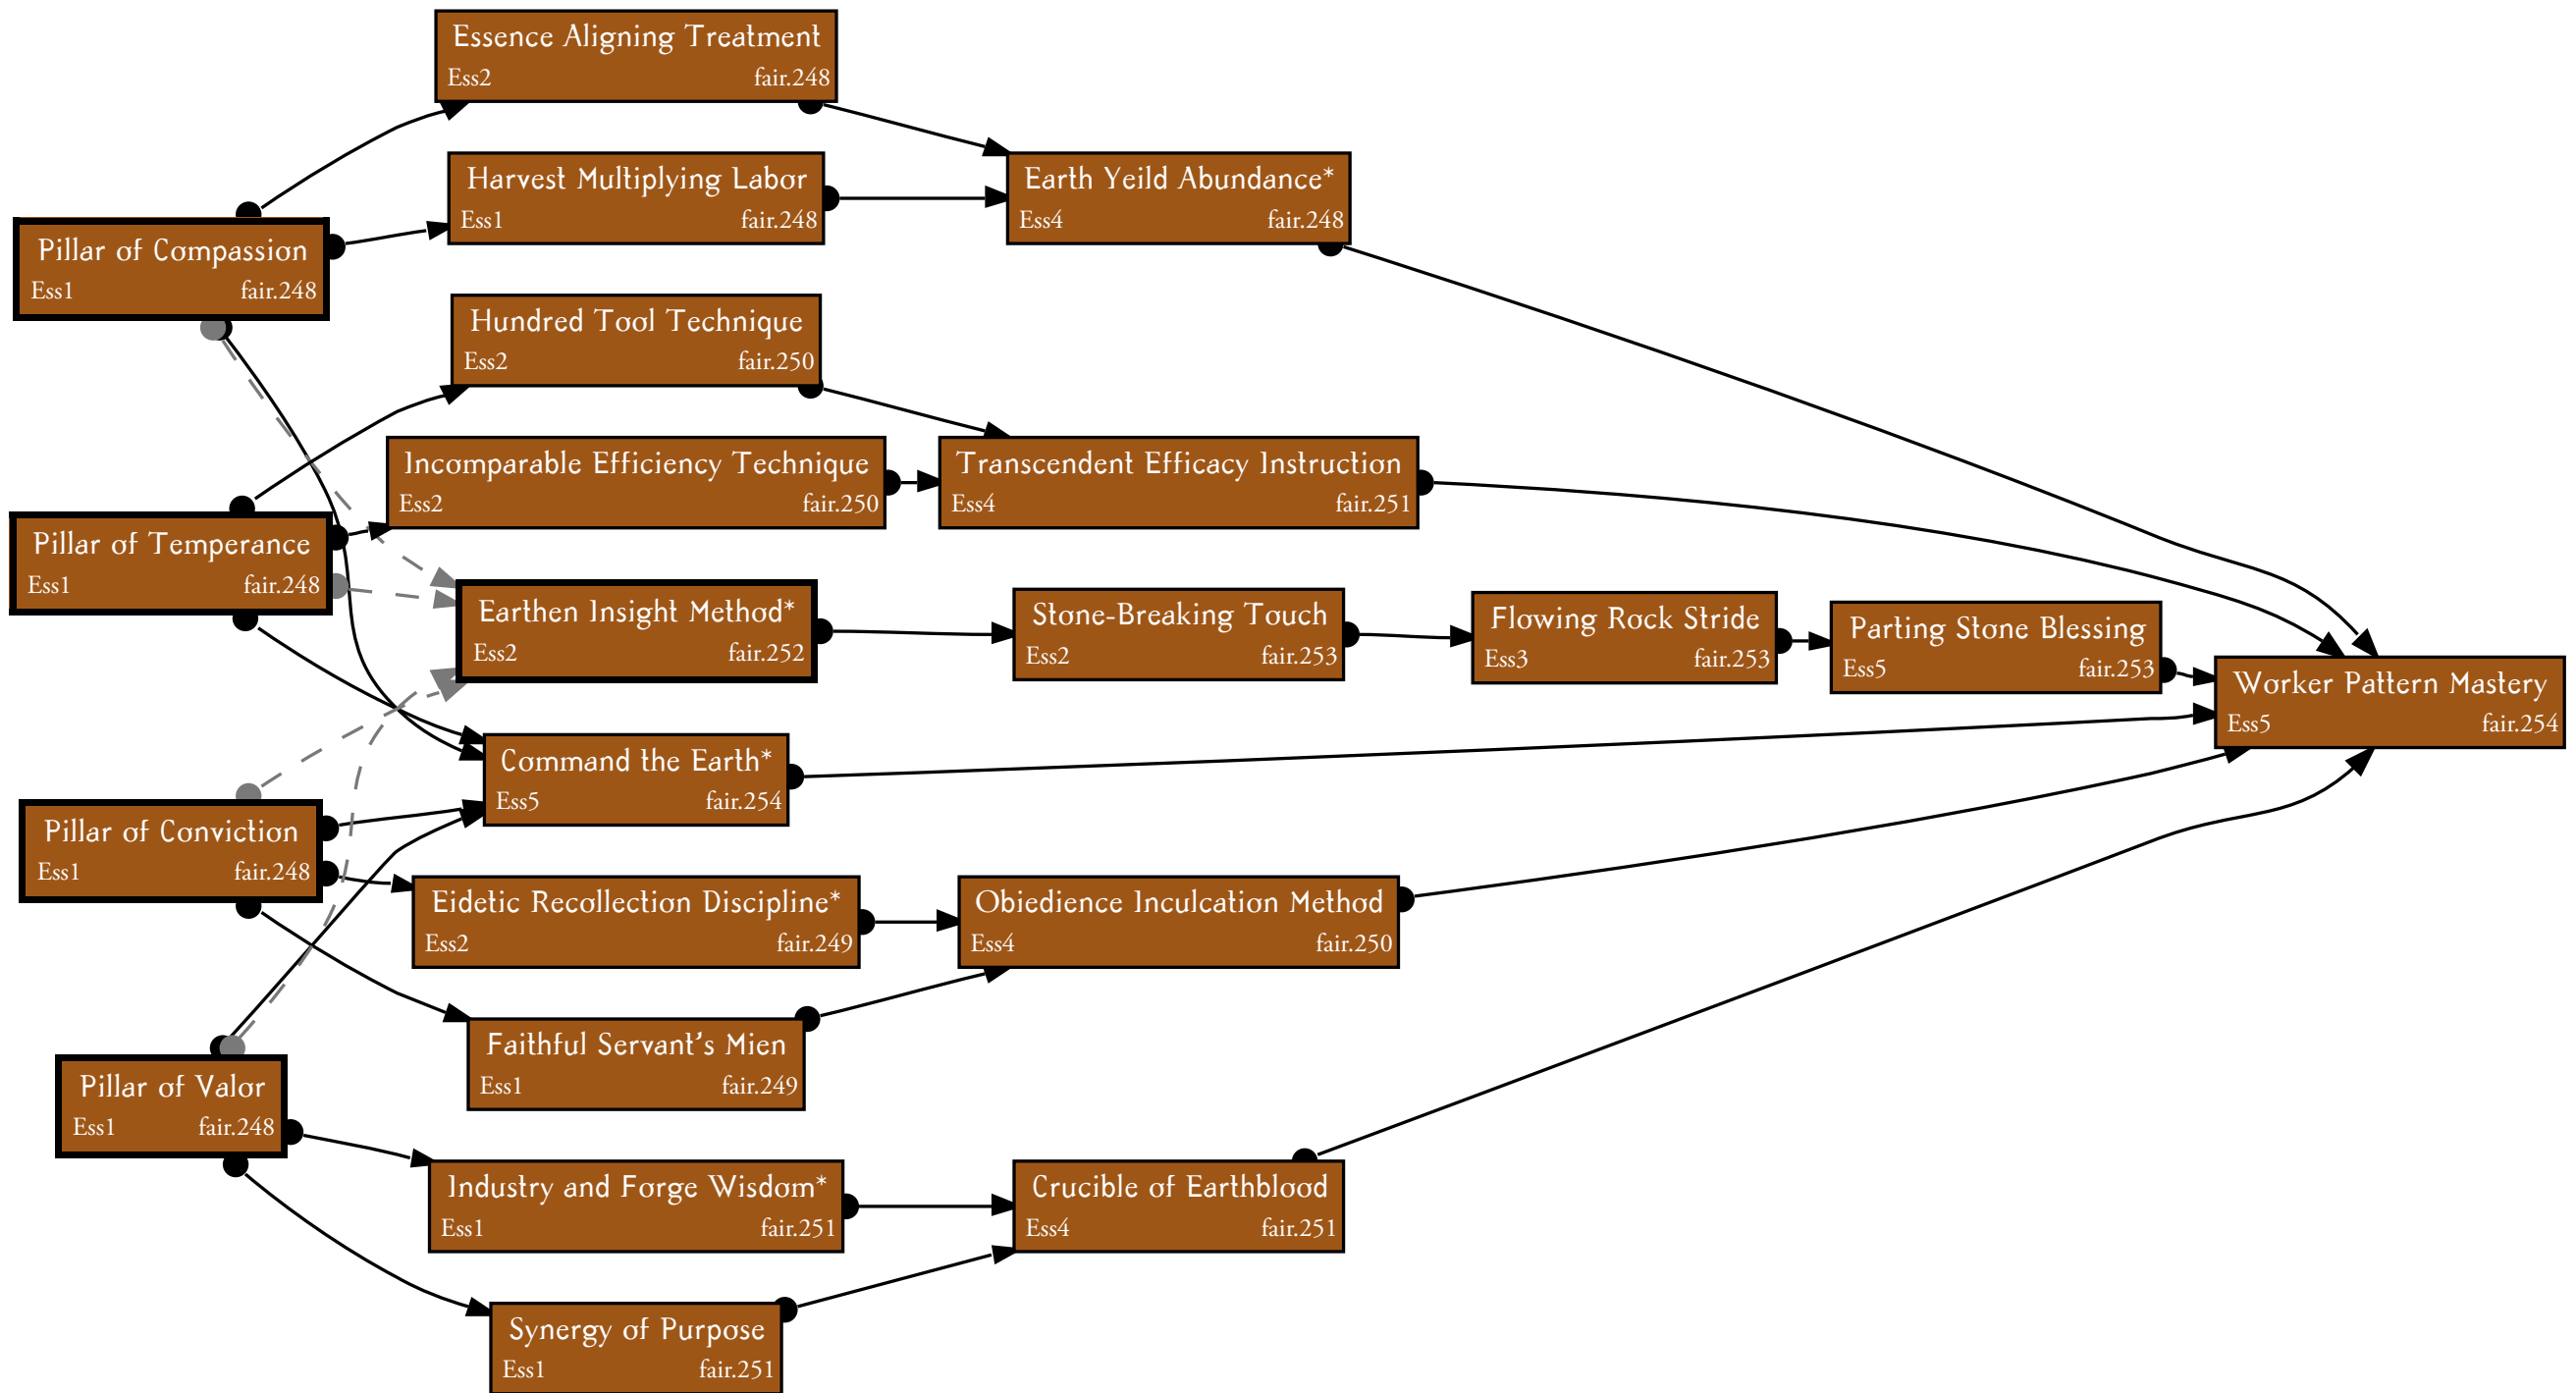 Essence Aligning Treatment
Ess2 fair.248
Harvest Multiplying Labor
Ess1 fair.248
Earth Yeild Abundance*
Ess4 fair.248
Pillar of Compassion
Ess1 fair.248
Hundred Tool Technique
Ess2 fair.250
Incomparable Efficiency Technique
Ess2 fair.250
Transcendent Efficacy Instruction
Ess4 fair.251
Pillar of Temperance
Ess1 fair.248
Earthen Insight Method*
Ess2 fair.252
Stone-Breaking Touch
Ess2 fair.253
Flowing Rock Stride
Ess3 fair.253
Parting Stone Blessing
Ess5 fair.253
Worker Pattern Mastery
Ess5 fair.254
Command the Earth*
Ess5 fair.254
Pillar of Conviction
Ess1 fair.248
Eidetic Recollection Discipline*
Ess2 fair.249
Obiedience Inculcation Method
Ess4 fair.250
Faithful Servant's Mien
Ess1 fair.249
Pillar of Valor
Ess1 fair.248
Industry and Forge Wisdom*
Ess1 fair.251
Crucible of Earthblood
Ess4 fair.251
Synergy of Purpose
Ess1 fair.251